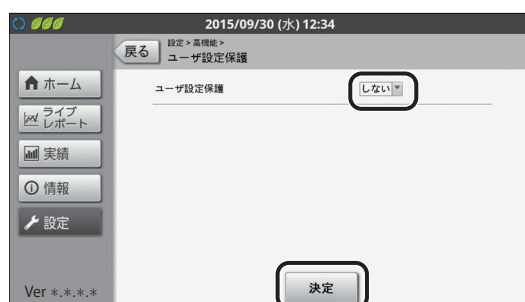 2015/09/30 (水) 12:34
戻る
設定 > 高機能 >
ユーザ設定保護
ホーム
ライブ
レポート
実績
情報
設定
Ver *.*.*.*
ユーザ設定保護
しない
決定